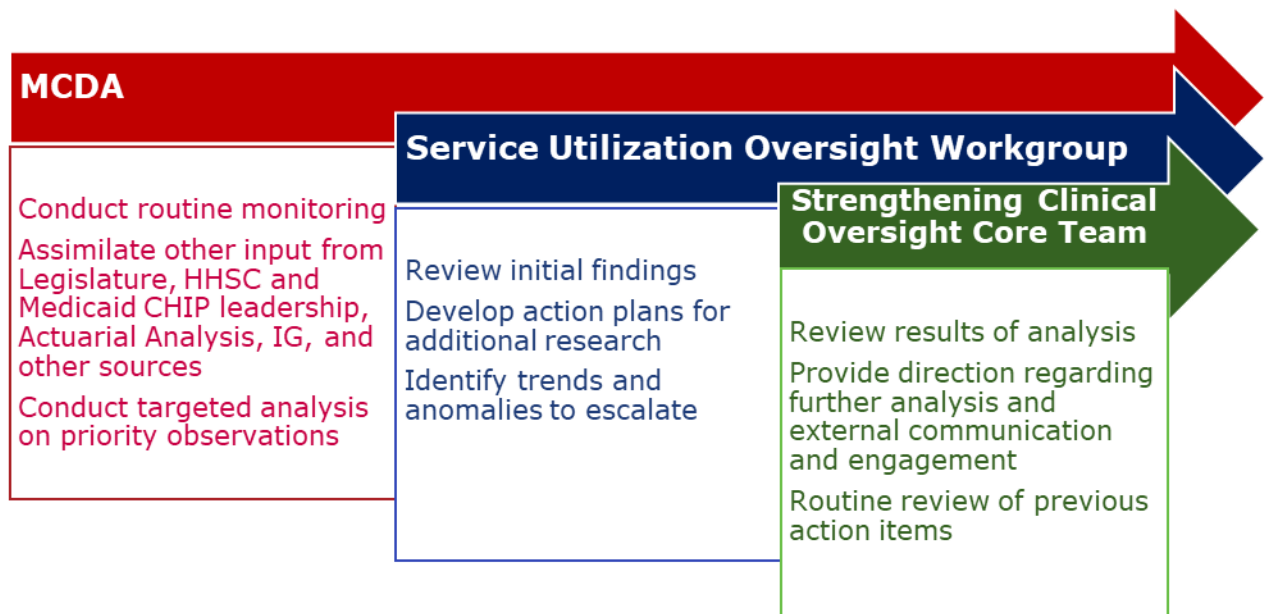 MCDA
Conduct routine monitoring
Assimilate other input from
Legislature, HHSC and
Medicaid CHIP leadership,
Actuarial Analysis, IG, and
other sources
Conduct targeted analysis
on priority observations
Service Utilization Oversight Workgroup
Review initial findings
Develop action plans for
additional research
Identify trends and
anomalies to escalate
Strengthening Clinical
Oversight Core Team
Review results of analysis
Provide direction regarding
further analysis and
external communication
and engagement
Routine review of previous
action items